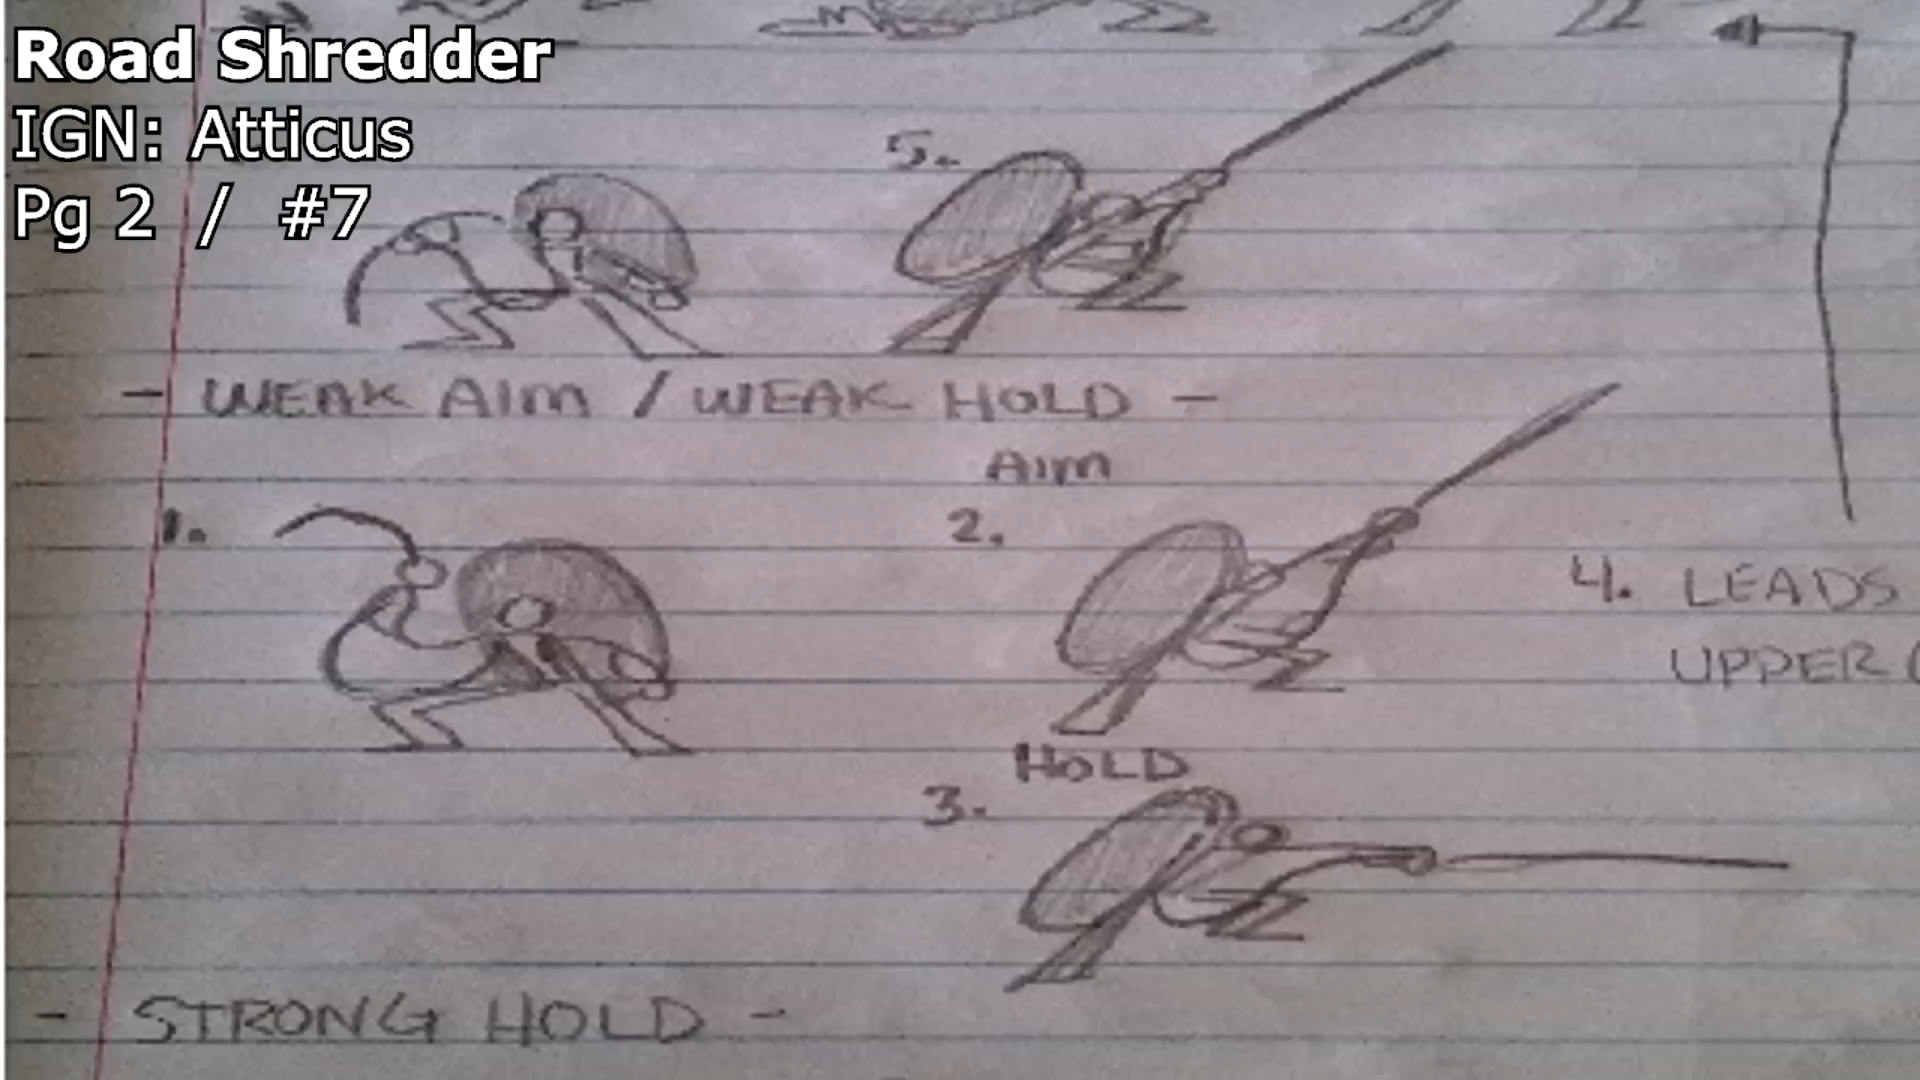 Road Shredder
IGN: Atticus
Pg 2 / #7
5.
- WEAK AIM / WEAK HOLD -
AIM
1.
2.
4. LEADS
UPPER (
HOLD
3.
- STRONG HOLD -